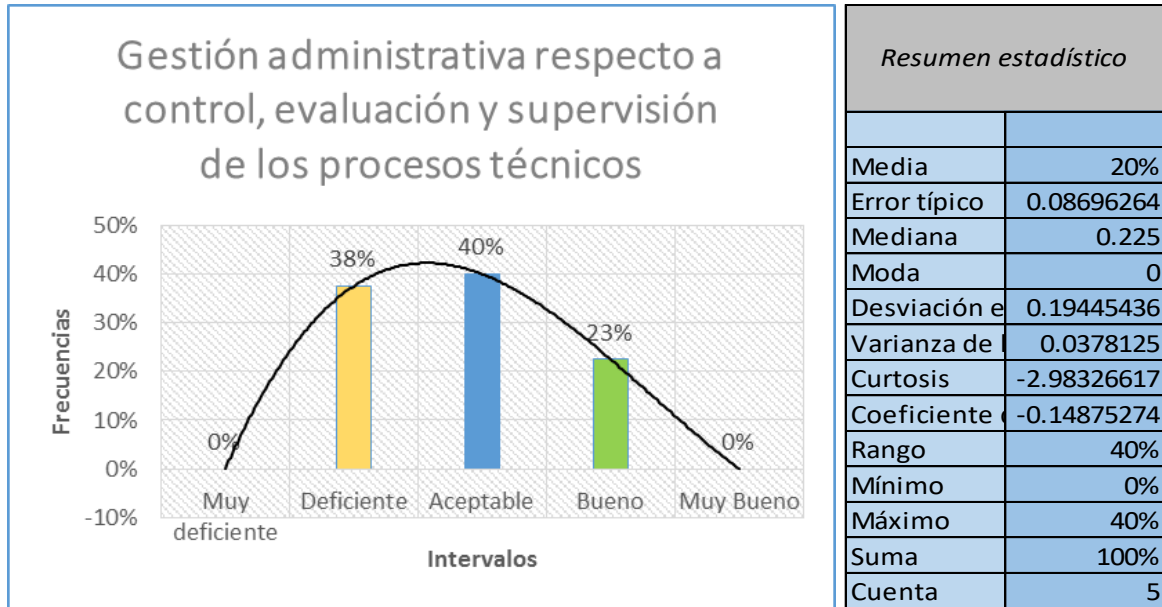 Gestión administrativa respecto a
control, evaluación y supervisión
de los procesos técnicos
Frecuencias
50%
40%
30%
20%
10%
0%
-10%
0%
38%
40%
23%
0%
Muy deficiente
Deficiente
Aceptable
Bueno
Muy Bueno
Intervalos
Resumen estadístico
Media 20%
Error típico 0.08696264
Mediana 0.225
Moda 0
Desviación e 0.19445436
Varianza de l 0.0378125
Curtosis -2.98326617
Coeficiente -0.14875274
Rango 40%
Mínimo 0%
Máximo 40%
Suma 100%
Cuenta 5